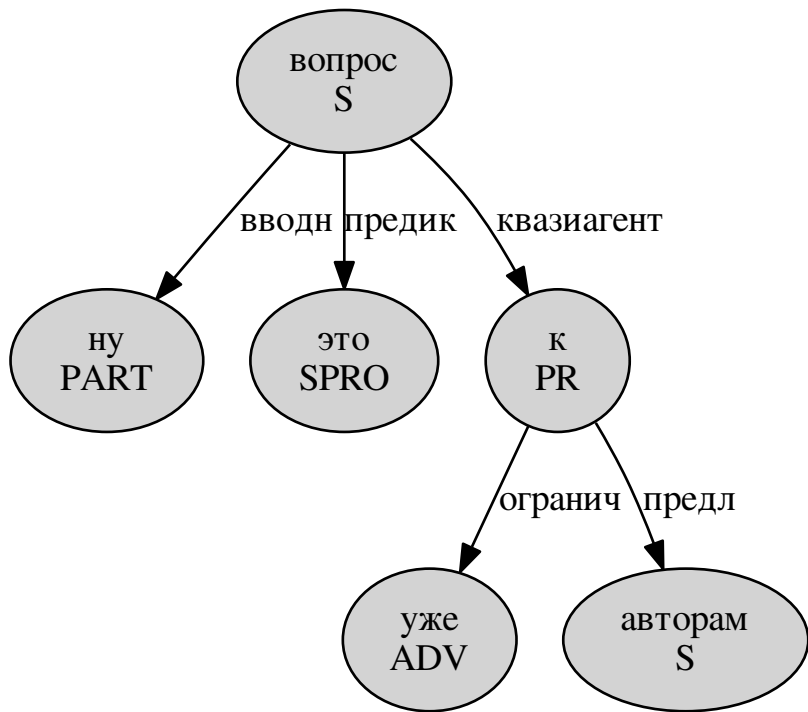 вопрос
S
вводн предик квазиагент
ну
PART
это
SPRO
к
PR
огранич предл
уже
ADV
авторам
S